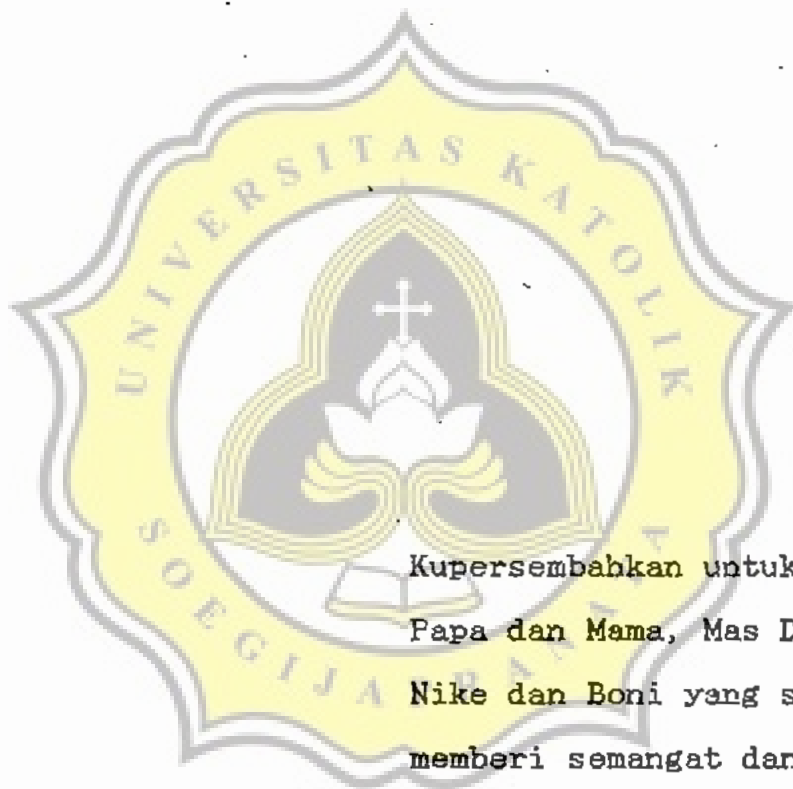 UNIVERSITAS KATOLIK
SOEGIJAPRANATA
Kupersembahkan untuk
Papa dan Mama, Mas
Nike dan Boni yang
memberi semangat dan